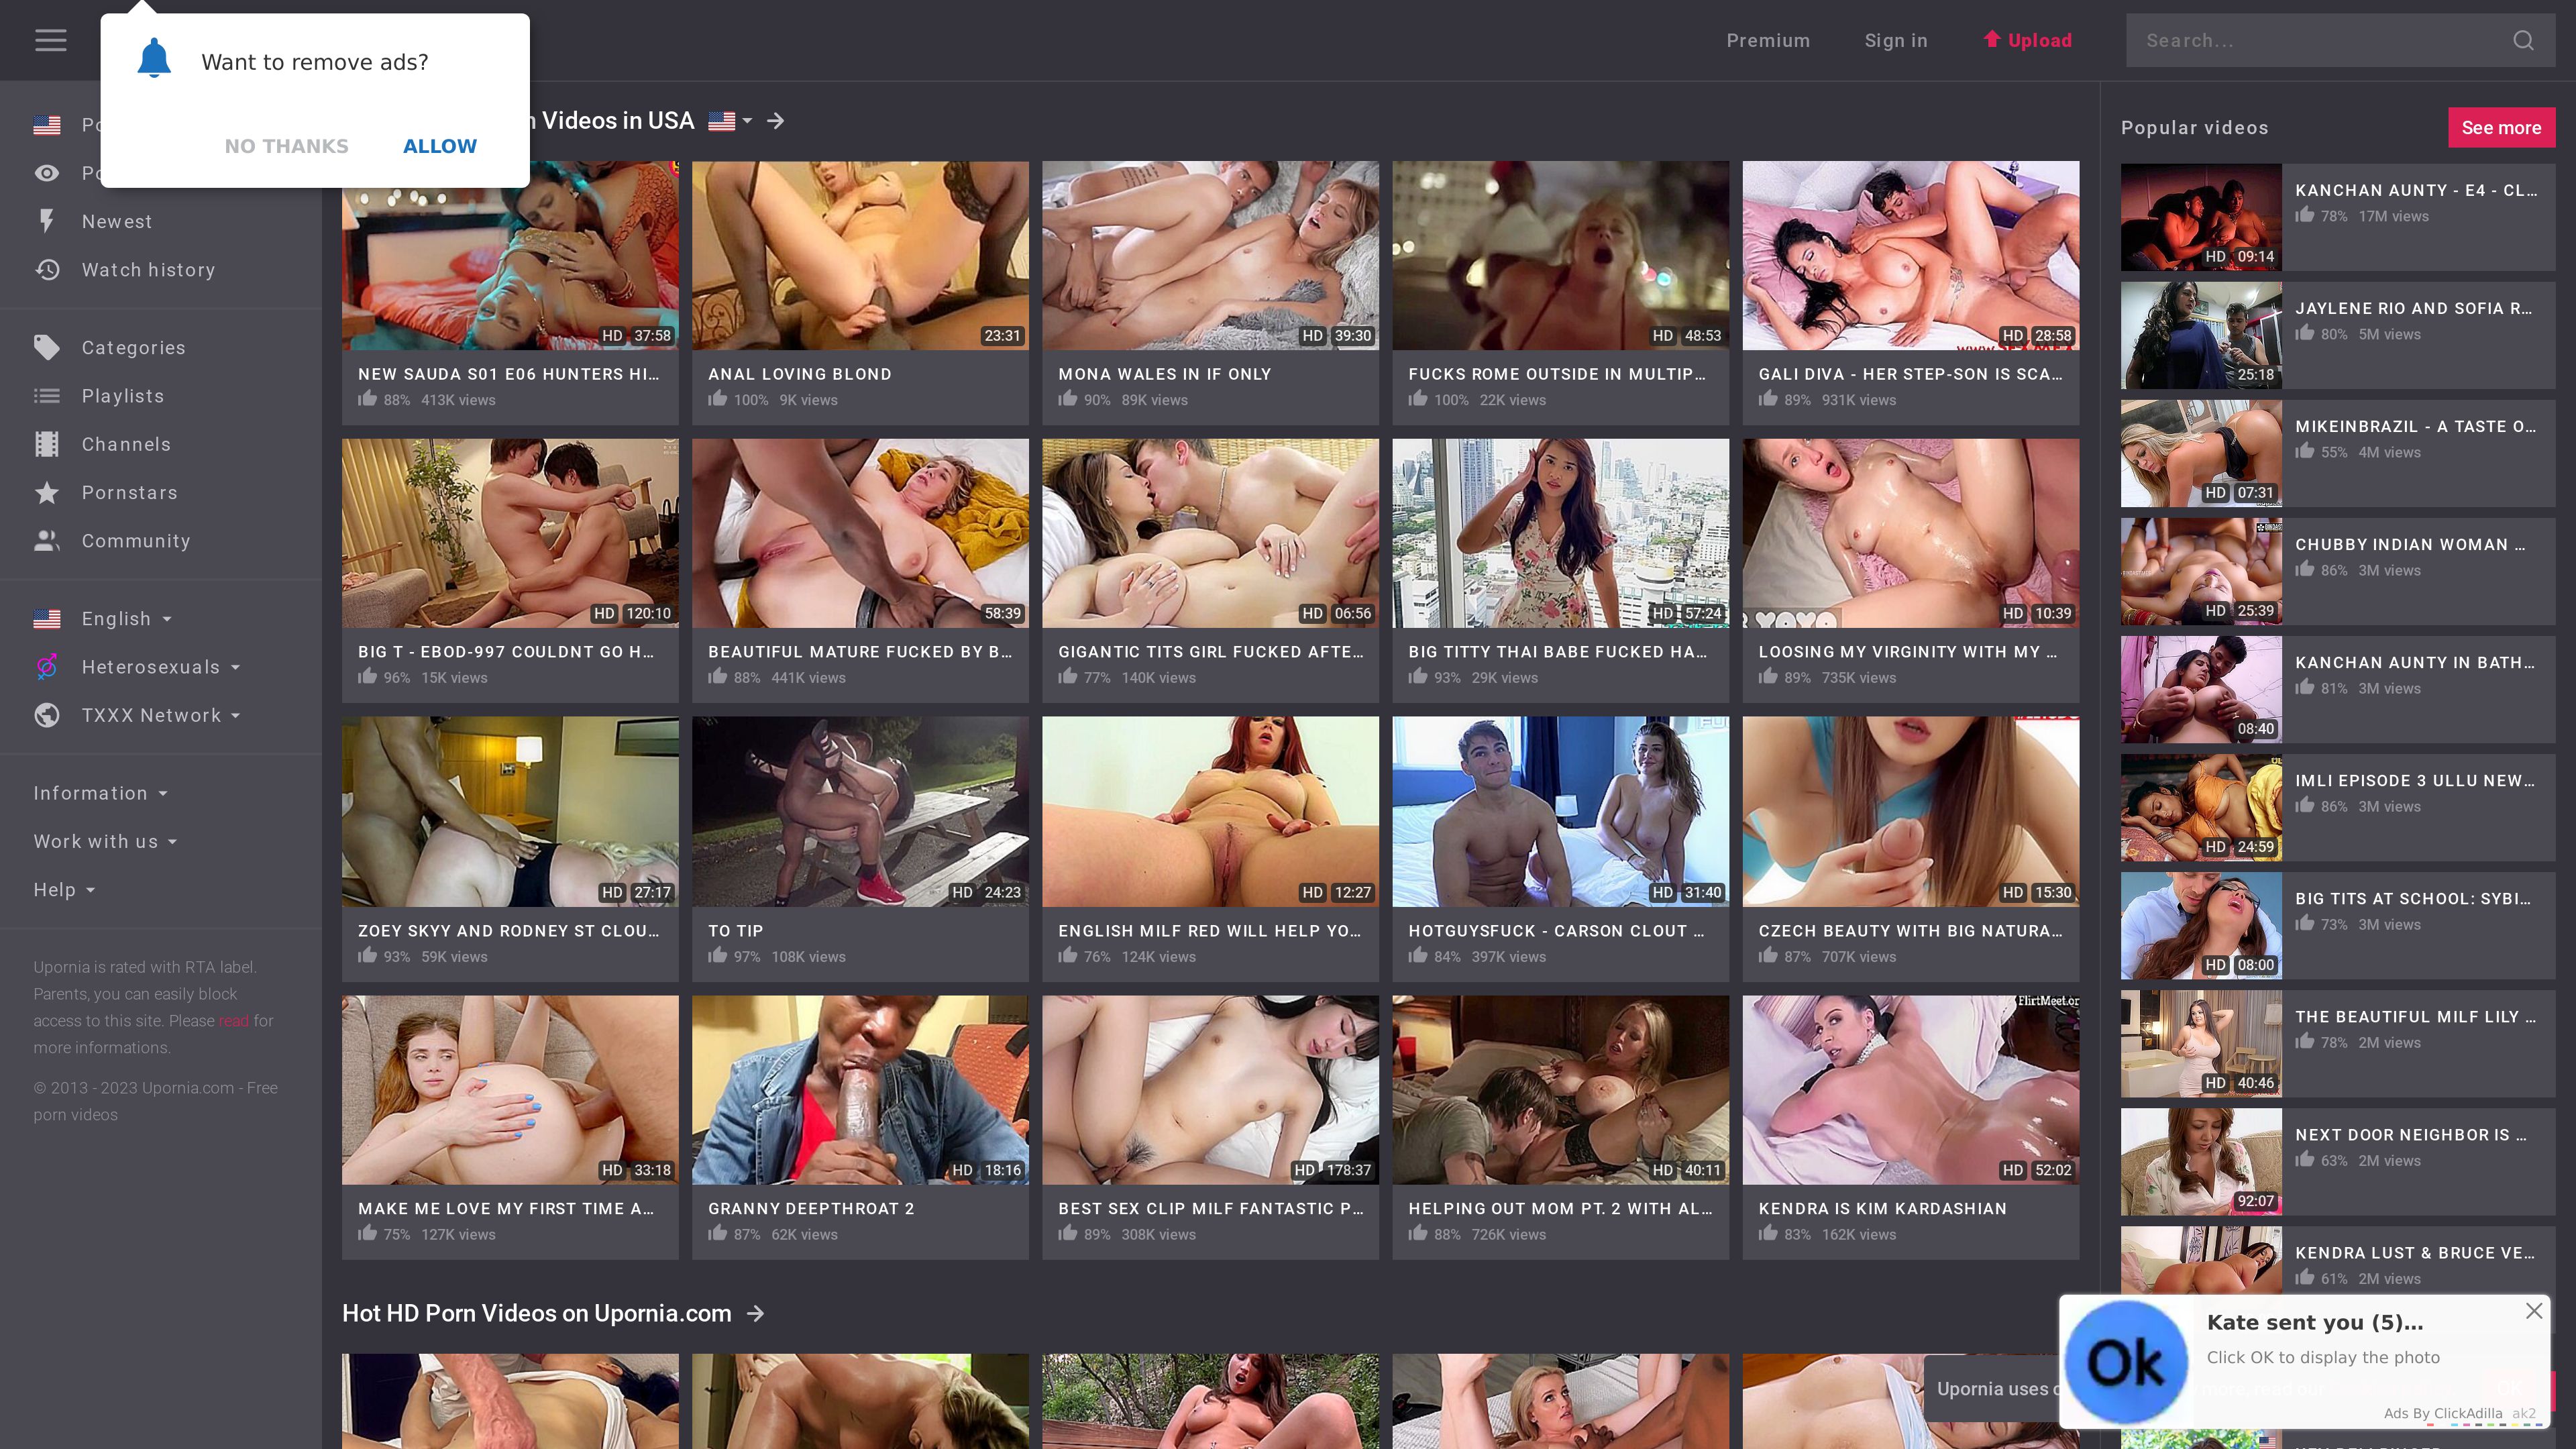 Want to remove ads?
NO THANKS
ALLOW
Premium
Sign in
Upload
Search...
Newest
Watch history
Categories
Playlists
Channels
Pornstars
Community
English
Heterosexuals
TXXX Network
Information
Work with us
Help
Upornia is rated with RTA label.
Parents, you can easily block
access to this site. Please read for
more informations.
© 2013 - 2023 Upornia.com - Free
porn videos
Videos in USA
HD 37:58
NEW SAUDA S01 E06 HUNTERS HI...
88% 413K views
23:31
ANAL LOVING BLOND
100% 9K views
HD 39:30
MONA WALES IN IF ONLY
90% 89K views
HD 48:53
FUCKS ROME OUTSIDE IN MULTIP...
100% 22K views
HD 28:58
GALI DIVA - HER STEP-SON IS SCA...
89% 931K views
HD 120:10
BIG T - EBOD-997 COULDNT GO H...
96% 15K views
58:39
BEAUTIFUL MATURE FUCKED BY B...
88% 441K views
HD 06:56
GIGANTIC TITS GIRL FUCKED AFTE...
77% 140K views
HD 57:24
BIG TITTY THAI BABE FUCKED HA...
93% 29K views
HD 10:39
LOOSING MY VIRGINITY WITH MY ...
89% 735K views
HD 27:17
ZOEY SKYY AND RODNEY ST CLOU...
93% 59K views
HD 24:23
TO TIP
97% 108K views
HD 12:27
ENGLISH MILF RED WILL HELP YO...
76% 124K views
HD 31:40
HOTGUYSFUCK - CARSON CLOUT ...
84% 397K views
HD 15:30
CZECH BEAUTY WITH BIG NATURA...
87% 707K views
HD 33:18
MAKE ME LOVE MY FIRST TIME A...
75% 127K views
HD 18:16
GRANNY DEEPTHROAT 2
87% 62K views
HD 178:37
BEST SEX CLIP MILF FANTASTIC P...
89% 308K views
HD 40:11
HELPING OUT MOM PT. 2 WITH AL...
88% 726K views
HD 52:02
KENDRA IS KIM KARDASHIAN
83% 162K views
Hot HD Porn Videos on Upornia.com
Popular videos
See more
HD 09:14
KANCHAN AUNTY - E4 - CL...
78% 17M views
25:18
JAYLENE RIO AND SOFIA R...
80% 5M views
HD 07:31
MIKEINBRAZIL - A TASTE O...
55% 4M views
HD 25:39
CHUBBY INDIAN WOMAN ...
86% 3M views
08:40
KANCHAN AUNTY IN BATH...
81% 3M views
HD 24:59
IMLI EPISODE 3 ULLU NEW...
86% 3M views
HD 08:00
BIG TITS AT SCHOOL: SYBI...
73% 3M views
HD 40:46
THE BEAUTIFUL MILF LILY ...
78% 2M views
92:07
NEXT DOOR NEIGHBOR IS ...
63% 2M views
KENDRA LUST & BRUCE VE...
61% 2M views
Upornia uses
Ok
Kate sent you (5)...
Click OK to display the photo
Ads By ClickAdilla ak2